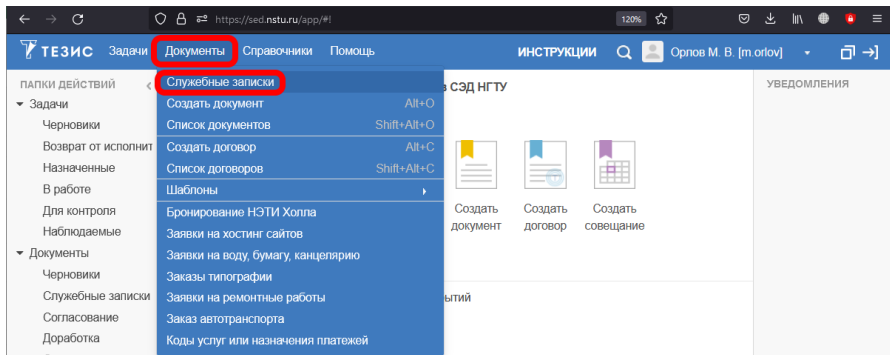 https://sed.nstu.ru/app/#!
120%
ТЕЗИС Задачи Документы Справочники Помощь ИНСТРУКЦИИ Орлов М. В. [m.orlov]
ПАПКИ ДЕЙСТВИЙ
Задачи
Черновики
Возврат от исполнит
Назначенные
В работе
Для контроля
Наблюдаемые
Документы
Черновики
Служебные записки
Согласование
Доработка
Служебные записки
Создать документ Alt+O
Список документов Shift+Alt+O
Создать договор Alt+C
Список договоров Shift+Alt+C
Шаблоны
Бронирование НЭТИ Холла
Заявки на хостинг сайтов
Заявки на воду, бумагу, канцелярию
Заказы типографии
Заявки на ремонтные работы
Заказ автотранспорта
Коды услуг или назначения платежей
в СЭД НГТУ
Создать документ
Создать договор
Создать совещание
ытий
УВЕДОМЛЕНИЯ